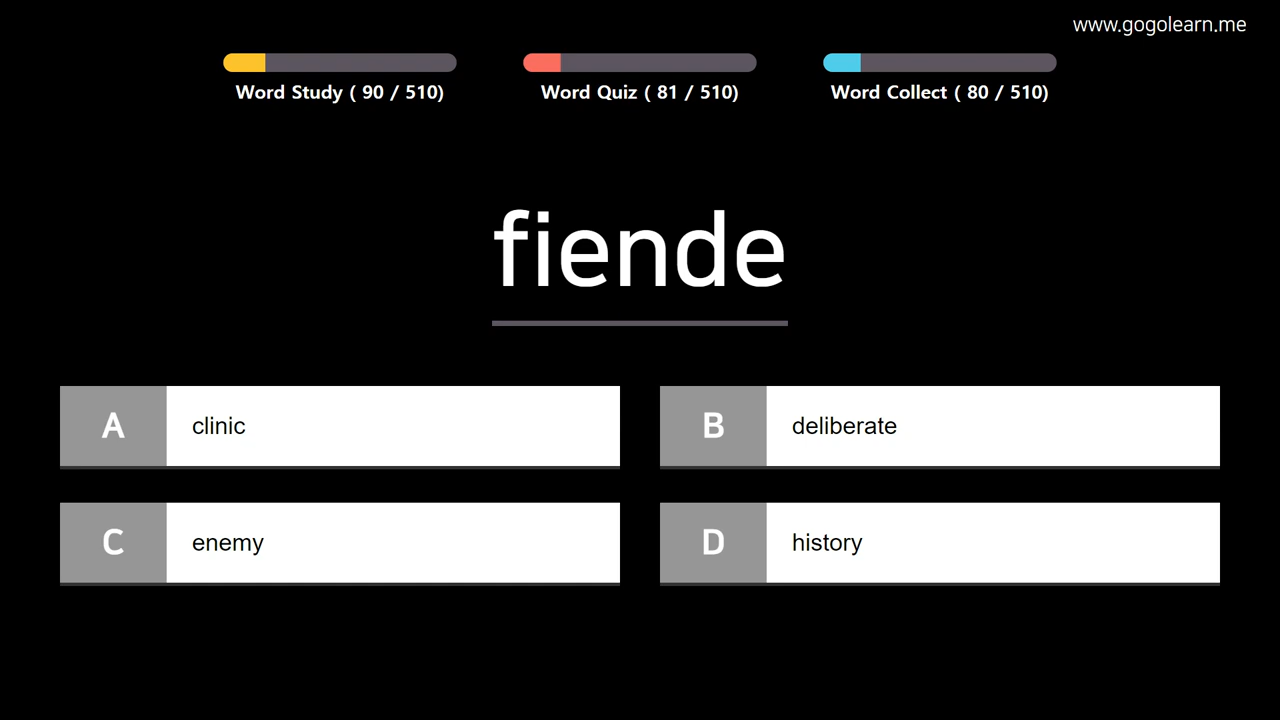 www.gogolearn.me
Word Study ( 90 / 510)
Word Quiz ( 81 / 510)
Word Collect ( 80 / 510)
fiende
A clinic
B deliberate
C enemy
D history